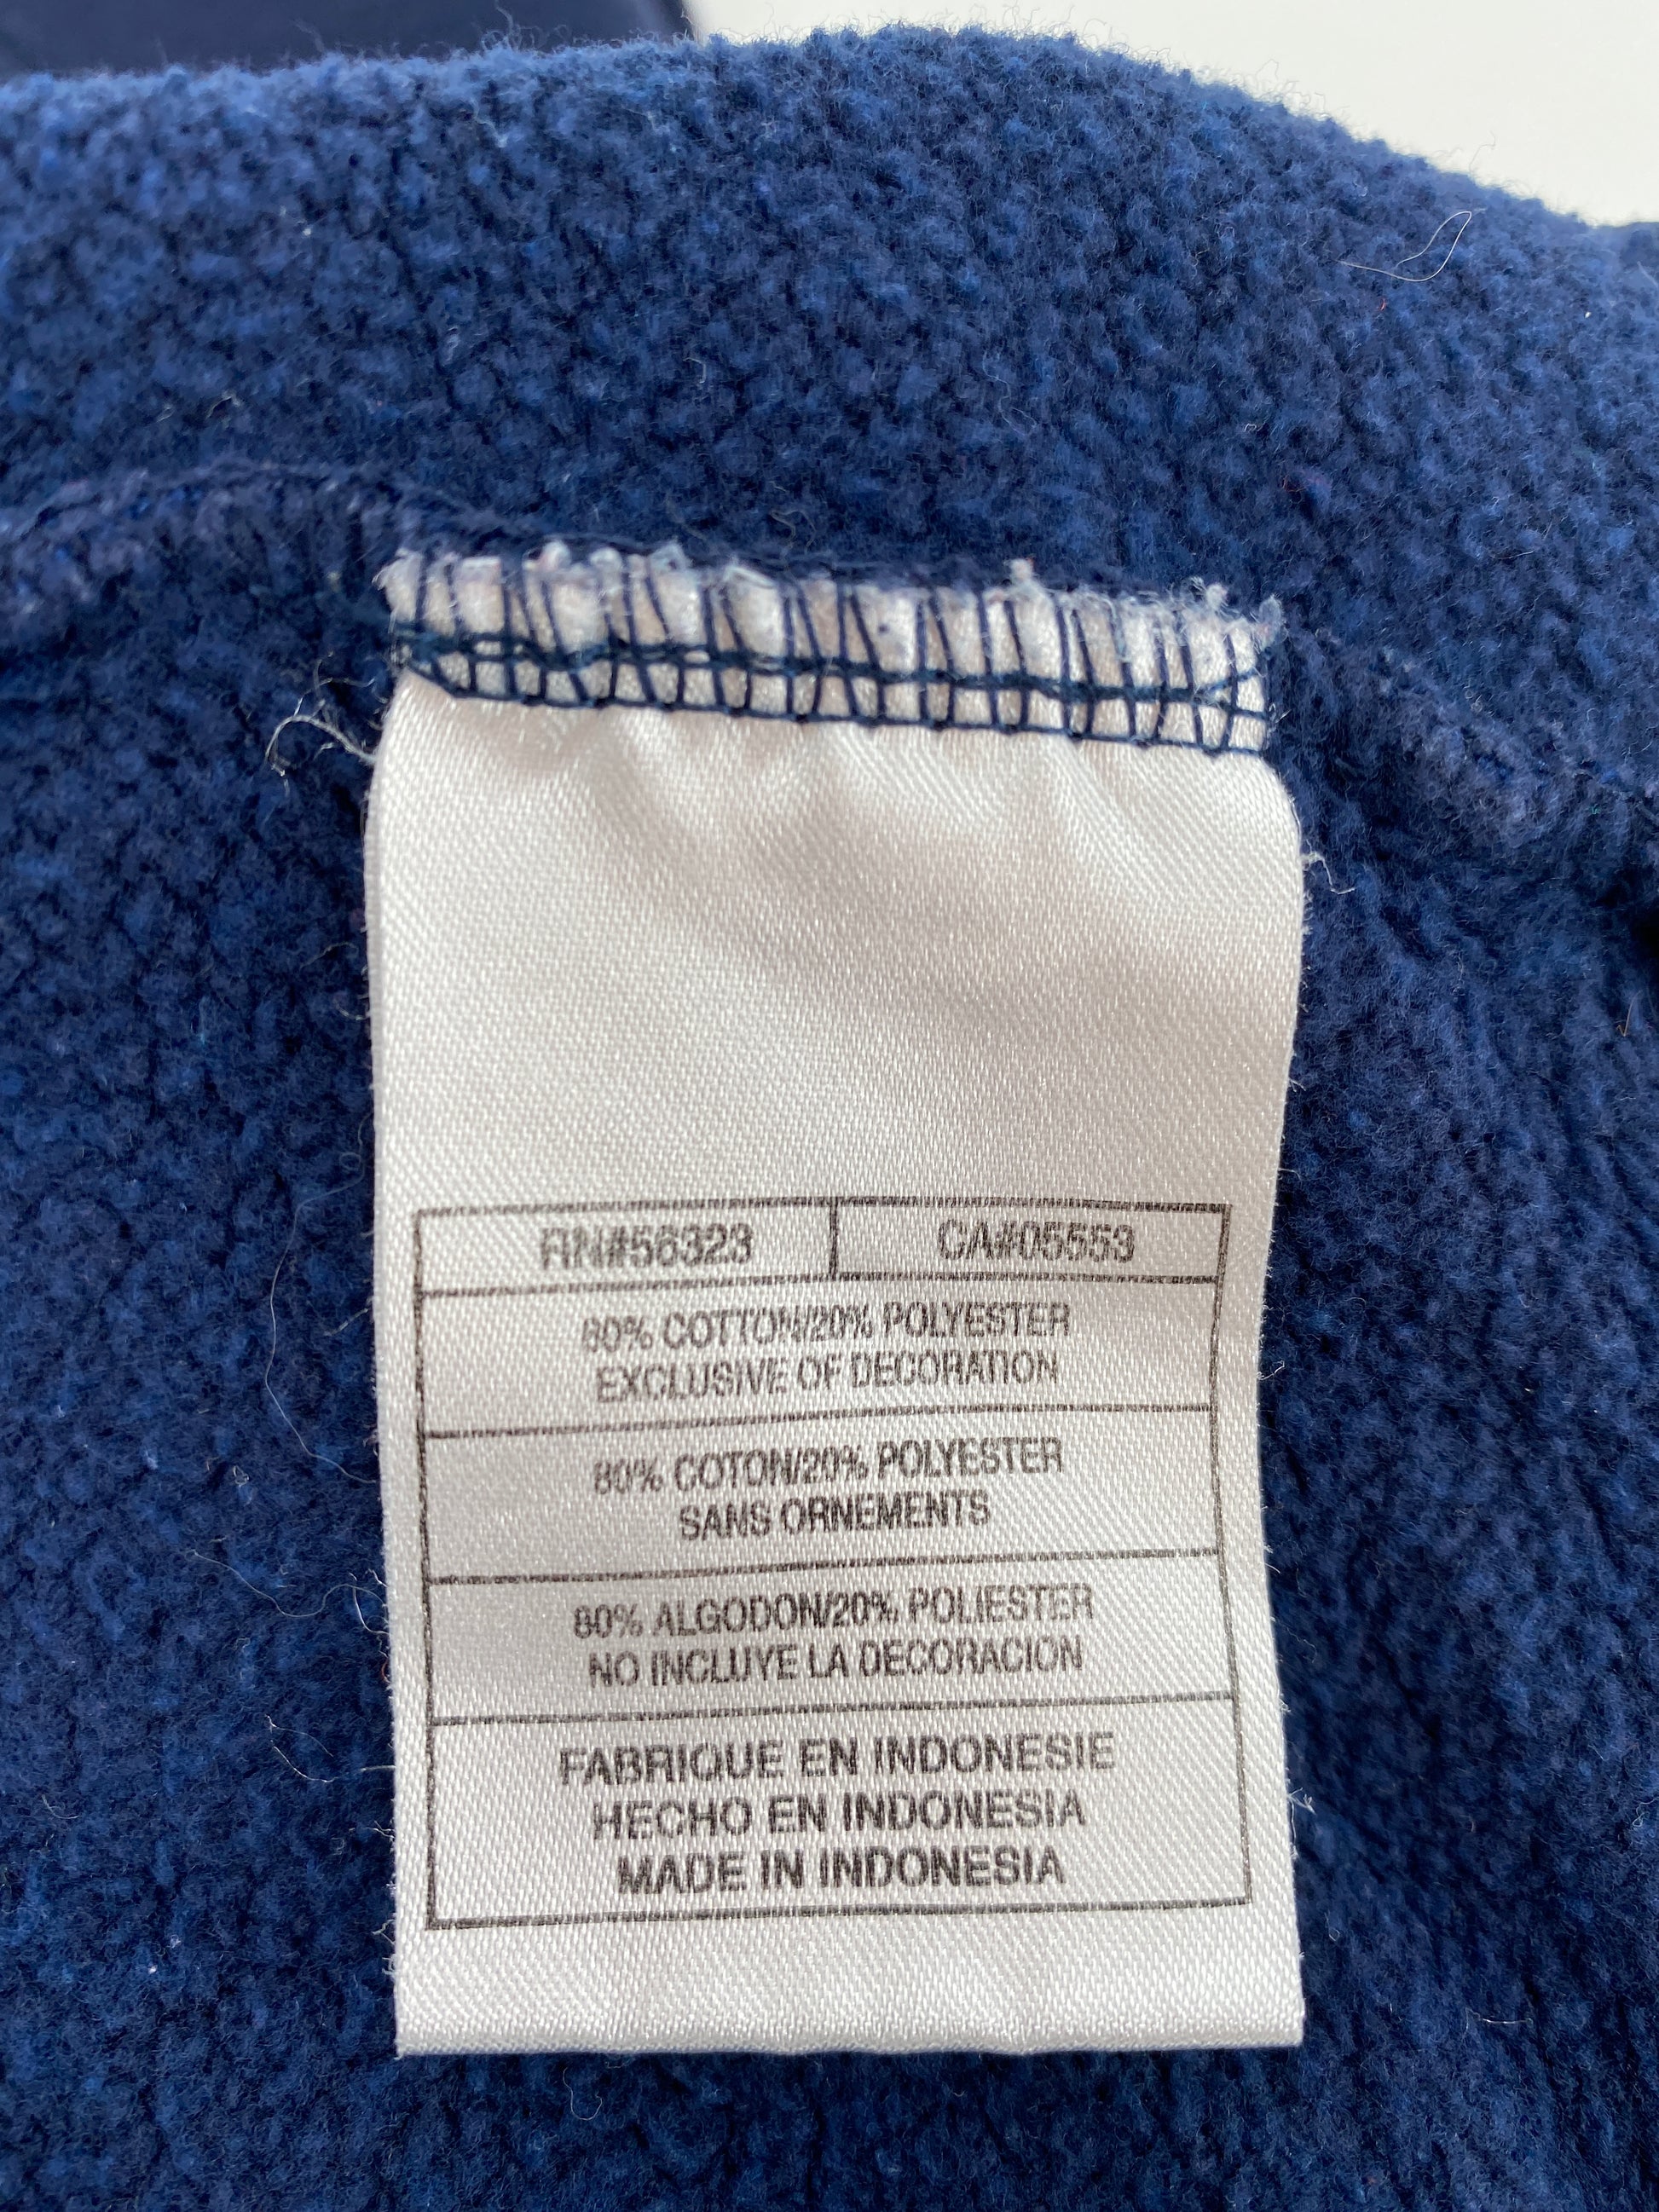 RN#56323 CA#05553
80% COTTON/20% POLYESTER
EXCLUSIVE OF DECORATION
80% COTON/20% POLYESTER
SANS ORNEMENTS
80% ALGODON/20% POLIESTER
NO INCLUYE LA DECORACION
FABRIQUE EN INDONESIE
HECHO EN INDONESIA
MADE IN INDONESIA